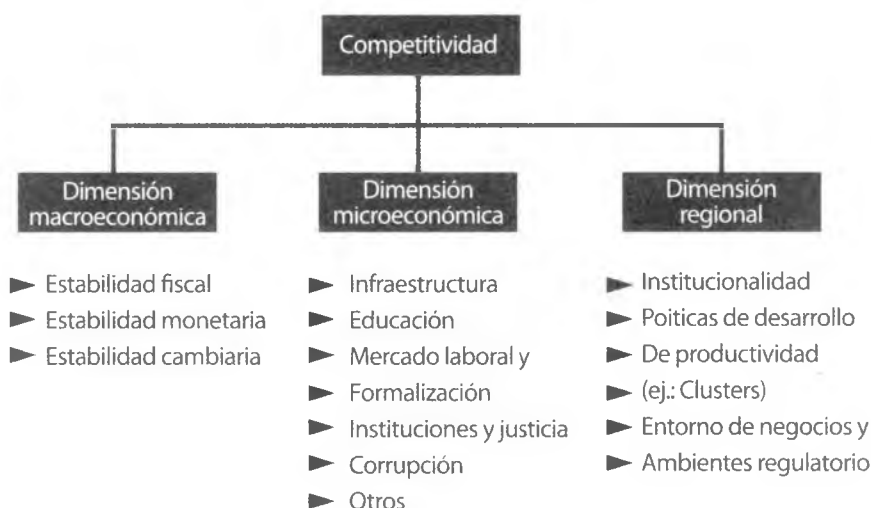 Competitividad
Dimensión
macroeconómica
Estabilidad fiscal
Estabilidad monetaria
Estabilidad cambiaria
Dimensión
microeconómica
Infraestructura
Educación
Mercado laboral y
Formalización
Instituciones y justicia
Corrupción
Otros
Dimensión
regional
Institucionalidad
Poiticas de desarrollo
De productividad
(ej.: Clusters)
Entorno de negocios y
Ambientes regulatorio